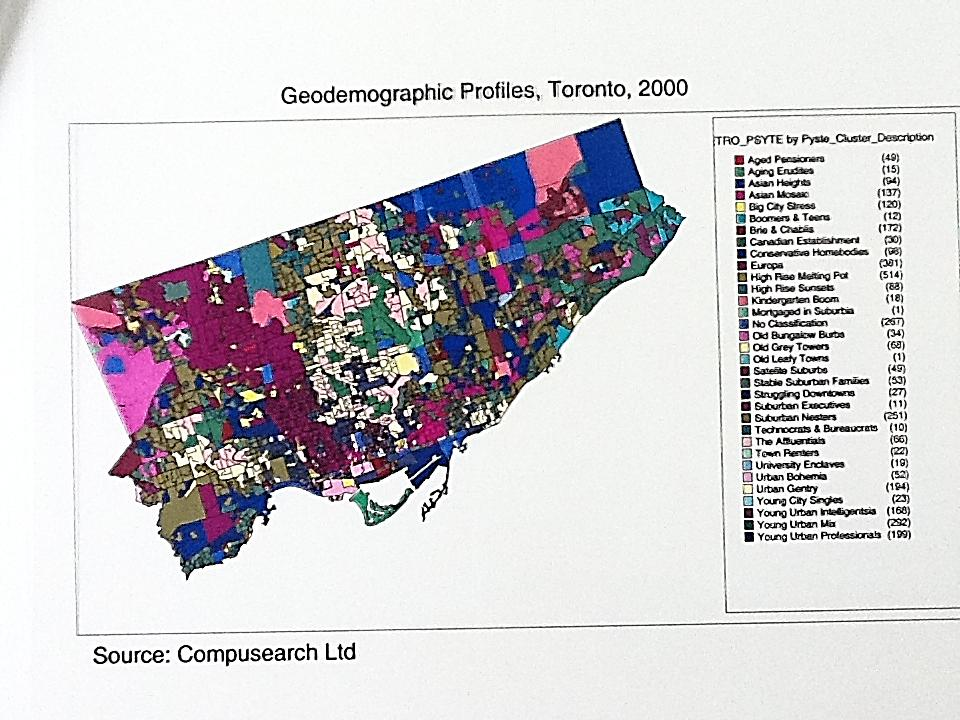 Geodemographic Profiles, Toronto, 2000
TRO_PSYTE by Pyste_Cluster_Description
Aged Pensioners (49)
Aging Erudites (15)
Asian Heights (94)
Asian Mosaic (137)
Big City Stress (120)
Boomers & Teens (12)
Brie & Chablis (172)
Canadian Establishment (30)
Conservative Homebodies (98)
Europa (381)
High Rise Melting Pot (514)
High Rise Sunsets (88)
Kindergarten Boom (18)
Mortgaged in Suburbia (1)
No Classification (267)
Old Bungalow Burbs (34)
Old Grey Towers (68)
Old Leafy Towns (1)
Satellite Suburbs (49)
Stable Suburban Families (53)
Struggling Downtowns (27)
Suburban Executives (11)
Suburban Nesters (251)
Technocrats & Bureaucrats (10)
The Affluentials (66)
Town Renters (22)
University Enclaves (19)
Urban Bohemia (52)
Urban Gentry (194)
Young City Singles (23)
Young Urban Intelligentsia (168)
Young Urban Mix (292)
Young Urban Professionals (199)
Source: Compusearch Ltd